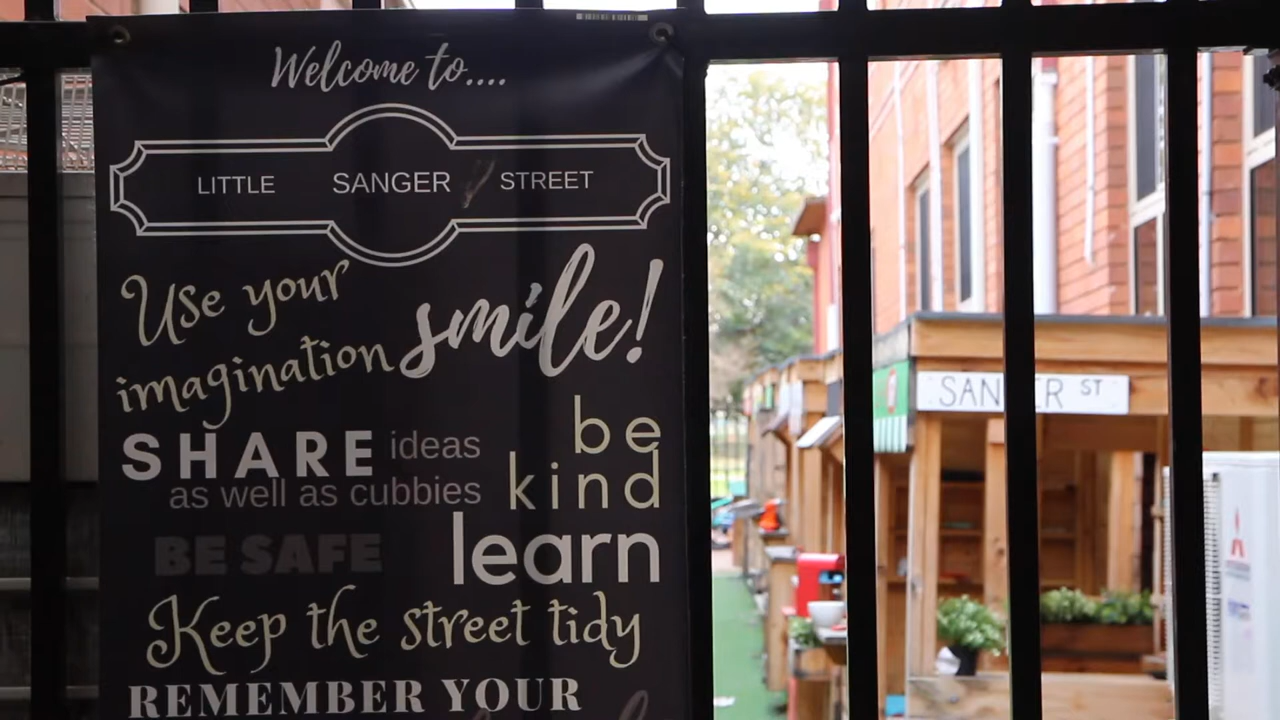 Welcome to....
LITTLE SANGER STREET
Use your
imagination
smile!
SHARE ideas
as well as cubbies
be
kind
BE SAFE
learn
Keep the street tidy
REMEMBER YOUR
SANGER ST